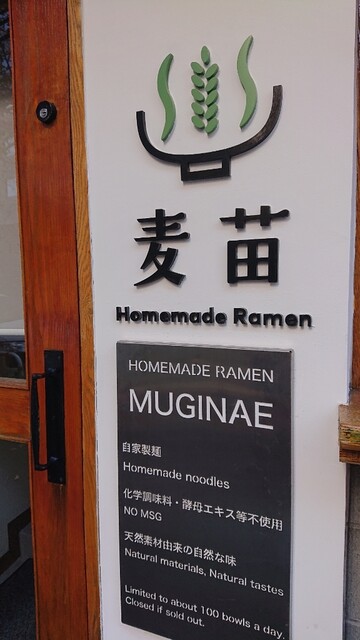 麦苗
Homemade Ramen
HOMEMADE RAMEN
MUGINAE
自家製麺
Homemade noodles
化学調味料・酵母エキス等不使用
NO MSG
天然素材由来の自然な味
Natural materials, Natural tastes
Limited to about 100 bowls a day,
Closed if sold out.